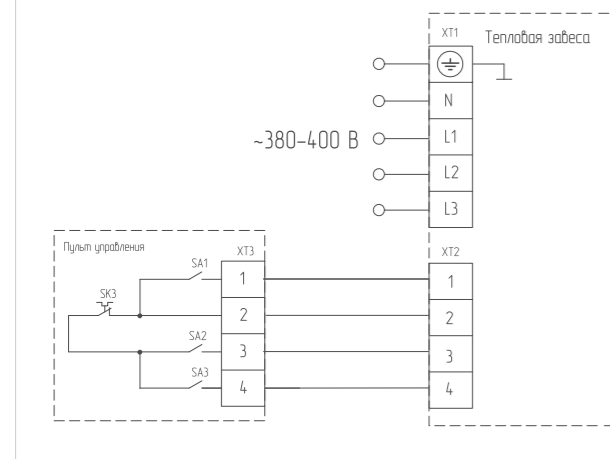 XT1
Тепловая завеса
N
~380-400 В
L1
L2
L3
Пульт управления
XT3
XT2
SA1
1
1
SK3
2
2
SA2
3
3
SA3
4
4